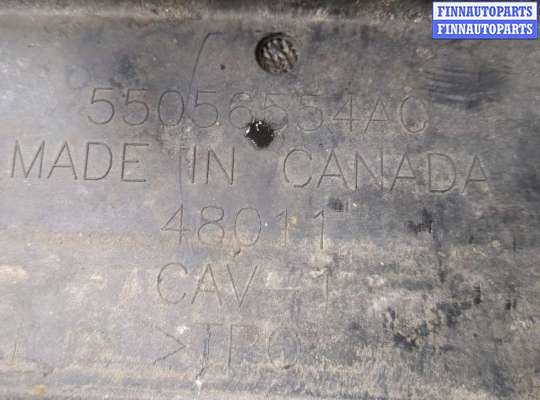 FINNAUTOPARTS
FINNAUTOPARTS
55056554AC
MADE IN CANADA
48011
CAV-1
>TPO